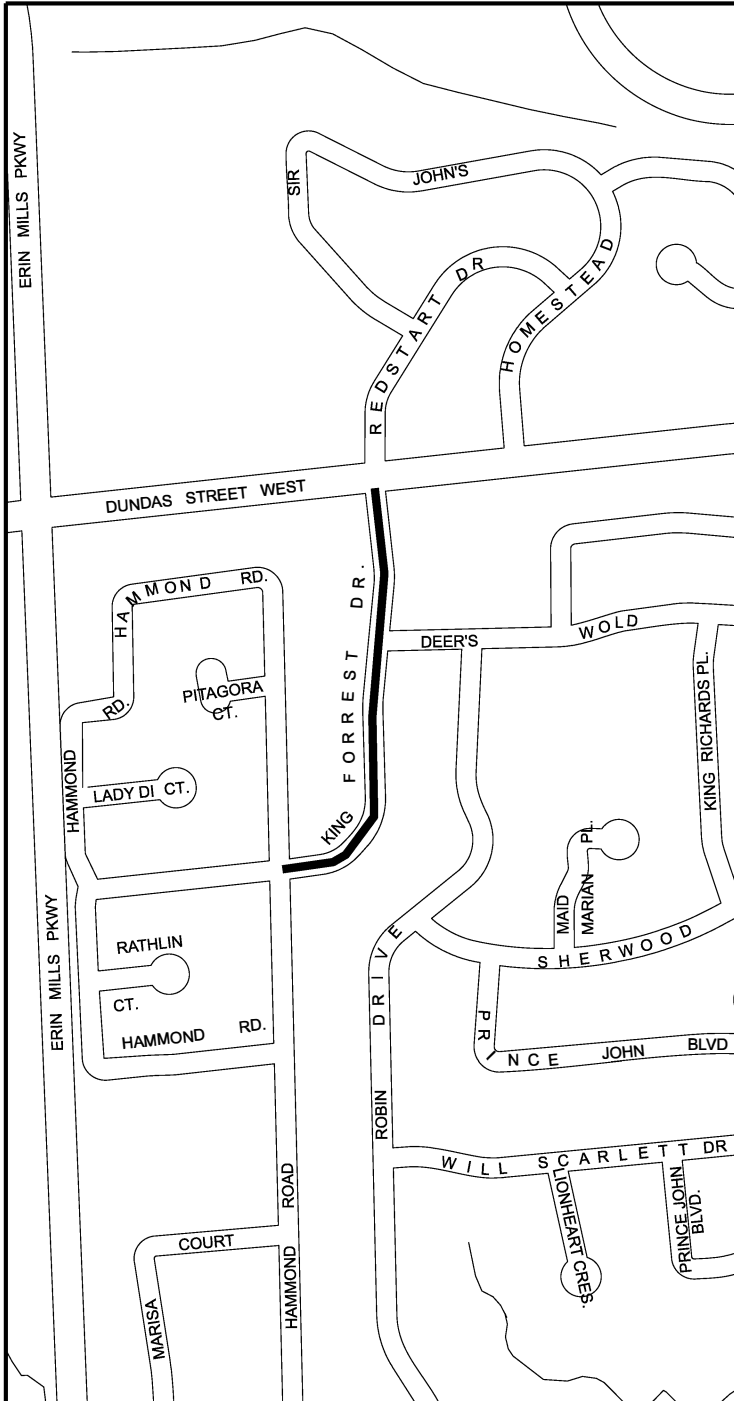 ERIN MILLS PKWY
SIR
JOHN'S
REDSTART DR
HOMESTEAD
DUNDAS STREET WEST
HAMMOND RD.
KING FORREST DR.
DEER'S
WOLD
PITAGORA
CT.
RD.
HAMMOND
LADY DI CT.
KING RICHARDS PL.
MAID
MARIAN PL.
ERIN MILLS PKWY
RATHLIN
CT.
HAMMOND RD.
ROBIN DRIVE
SHERWOOD
PRINCE JOHN BLVD
HAMMOND ROAD
WILL SCARLETT DR
LIONHEART CRES.
PRINCE JOHN
BLVD.
COURT
MARISA